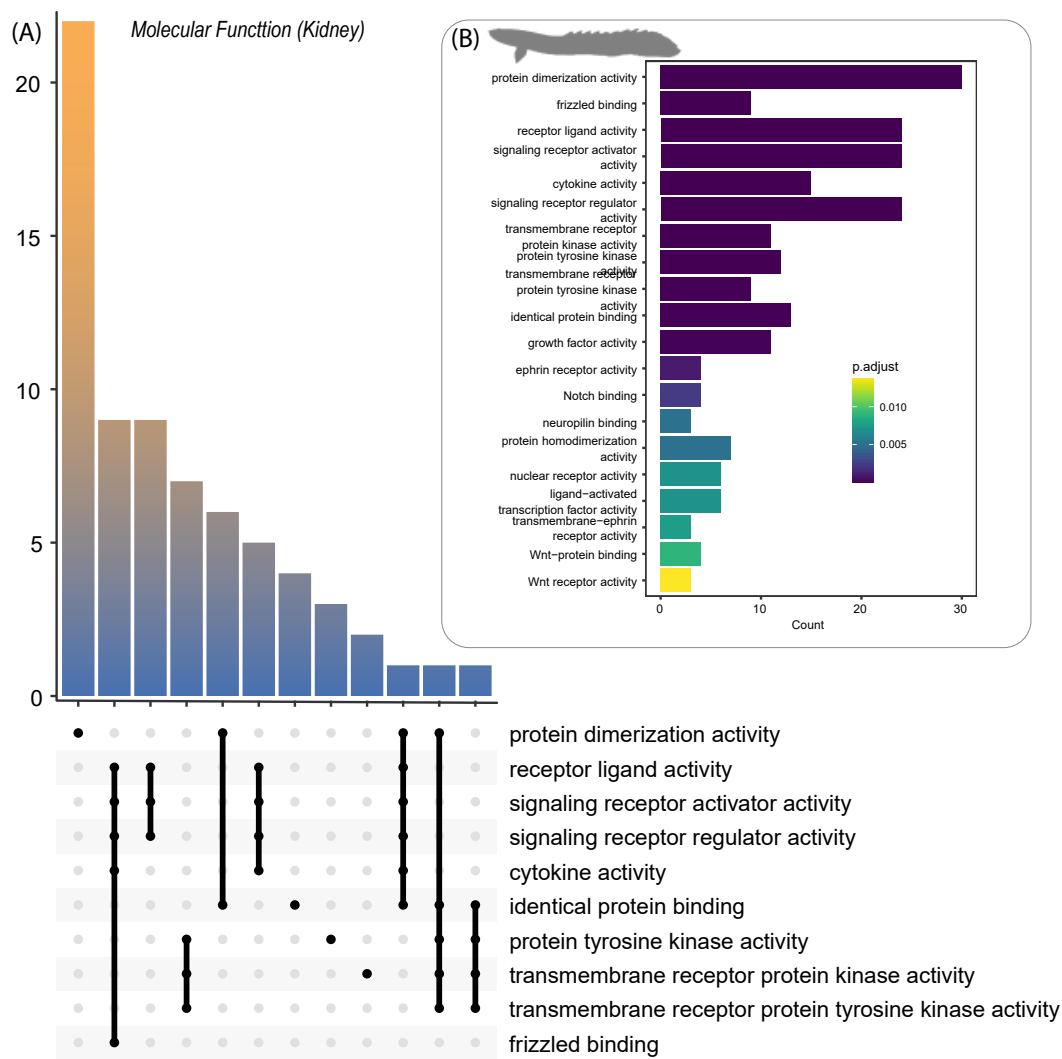 (A)
Molecular Functtion (Kidney)
20
15
10
5
0
(B)
protein dimerization activity
frizzled binding
receptor ligand activity
signaling receptor activator
activity
cytokine activity
signaling receptor regulator
activity
transmembrane receptor
protein kinase activity
protein tyrosine kinase
activity
transmembrane receptor
protein tyrosine kinase
activity
identical protein binding
growth factor activity
ephrin receptor activity
Notch binding
neuropilin binding
protein homodimerization
activity
nuclear receptor activity
ligand−activated
transcription factor activity
transmembrane−ephrin
receptor activity
Wnt−protein binding
Wnt receptor activity
0 10 20 30
Count
p.adjust
0.010
0.005
protein dimerization activity
receptor ligand activity
signaling receptor activator activity
signaling receptor regulator activity
cytokine activity
identical protein binding
protein tyrosine kinase activity
transmembrane receptor protein kinase activity
transmembrane receptor protein tyrosine kinase activity
frizzled binding